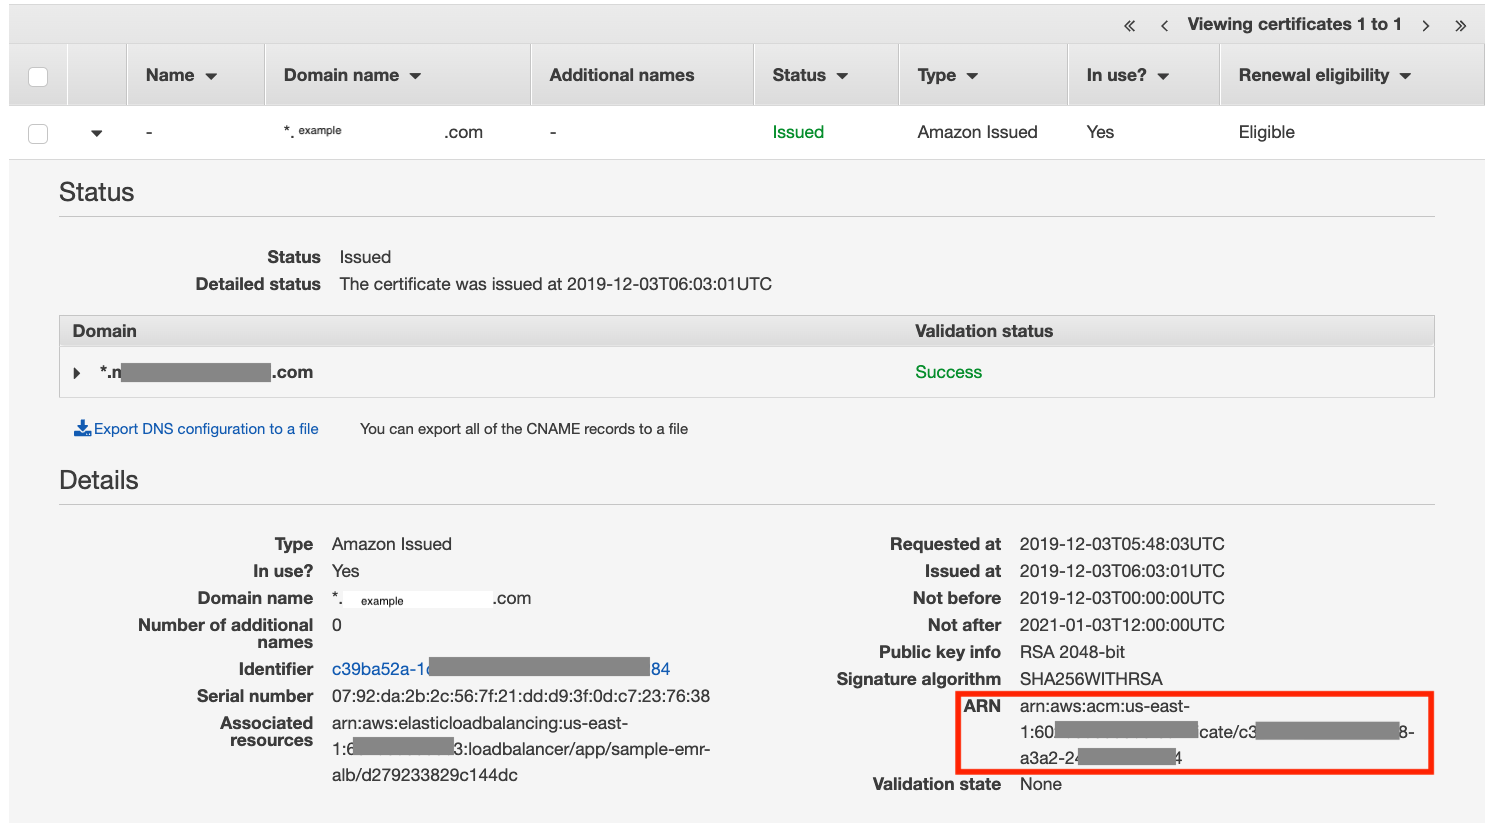 « ‹ Viewing certificates 1 to 1 › »
Name Domain name Additional names Status Type In use? Renewal eligibility
- *. example .com - Issued Amazon Issued Yes Eligible
Status
Status Issued
Detailed status The certificate was issued at 2019-12-03T06:03:01UTC
Domain Validation status
*.n .com Success
Export DNS configuration to a file You can export all of the CNAME records to a file
Details
Type Amazon Issued
In use? Yes
Domain name *. example .com
Number of additional names 0
Identifier c39ba52a-1 84
Serial number 07:92:da:2b:2c:56:7f:21:dd:d9:3f:0d:c7:23:76:38
Associated resources arn:aws:elasticloadbalancing:us-east-
1:6 3:loadbalancer/app/sample-emr-
alb/d279233829c144dc
Requested at 2019-12-03T05:48:03UTC
Issued at 2019-12-03T06:03:01UTC
Not before 2019-12-03T00:00:00UTC
Not after 2021-01-03T12:00:00UTC
Public key info RSA 2048-bit
Signature algorithm SHA256WITHRSA
ARN arn:aws:acm:us-east-
1:60 cate/c3 8-
a3a2-24 4
Validation state None